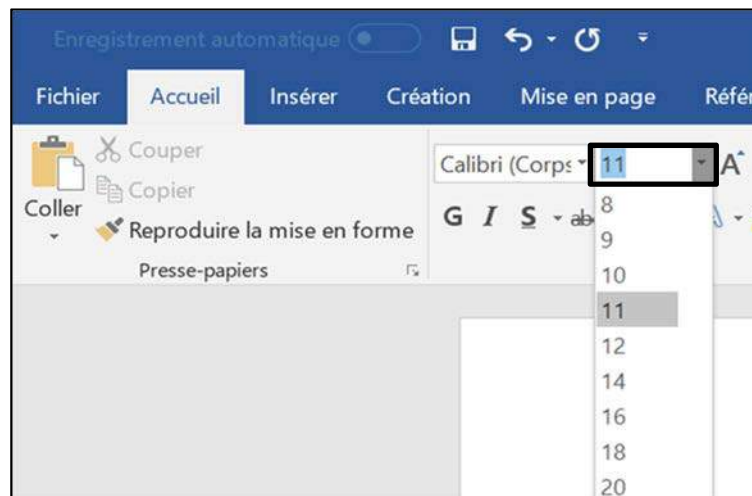 Enregistrement automatique
Fichier Accueil Insérer Création Mise en page Référ
Couper
Copier
Coller
Reproduire la mise en forme
Presse-papiers
Calibri (Corps 11 A
G I S ab A
8
9
10
11
12
14
16
18
20